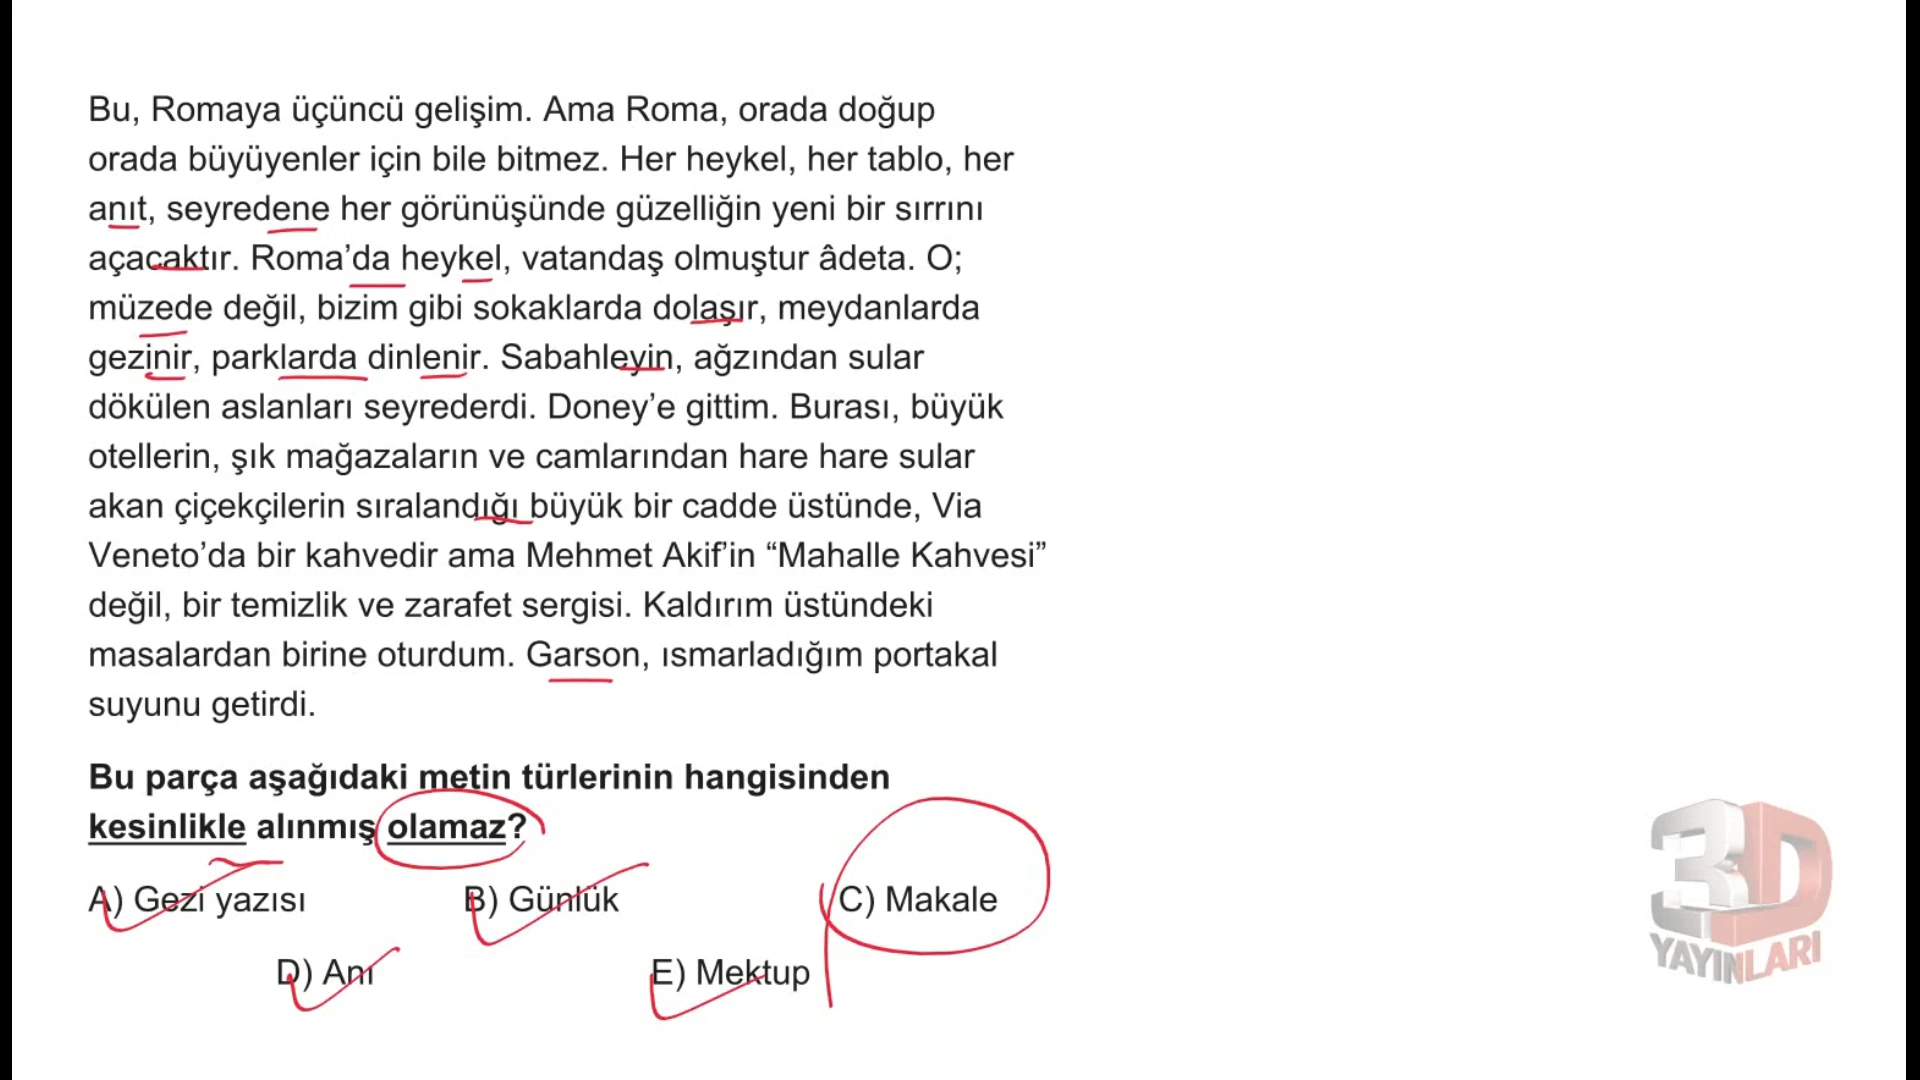 Bu, Romaya üçüncü gelişim. Ama Roma, orada doğup
orada büyüyenler için bile bitmez. Her heykel, her tablo, her
anıt, seyredene her görünüşünde güzelliğin yeni bir sırrını
açacaktır. Roma’da heykel, vatandaş olmuştur âdeta. O;
müzede değil, bizim gibi sokaklarda dolaşır, meydanlarda
gezinir, parklarda dinlenir. Sabahleyin, ağzından sular
dökülen aslanları seyrederdi. Doney’e gittim. Burası, büyük
otellerin, şık mağazaların ve camlarından hare hare sular
akan çiçekçilerin sıralandığı büyük bir cadde üstünde, Via
Veneto’da bir kahvedir ama Mehmet Akif’in “Mahalle Kahvesi”
değil, bir temizlik ve zarafet sergisi. Kaldırım üstündeki
masalardan birine oturdum. Garson, ısmarladığım portakal
suyunu getirdi.
Bu parça aşağıdaki metin türlerinin hangisinden
kesinlikle alınmış olamaz?
A) Gezi yazısı B) Günlük C) Makale
D) Anı E) Mektup
3D
YAYINLARI